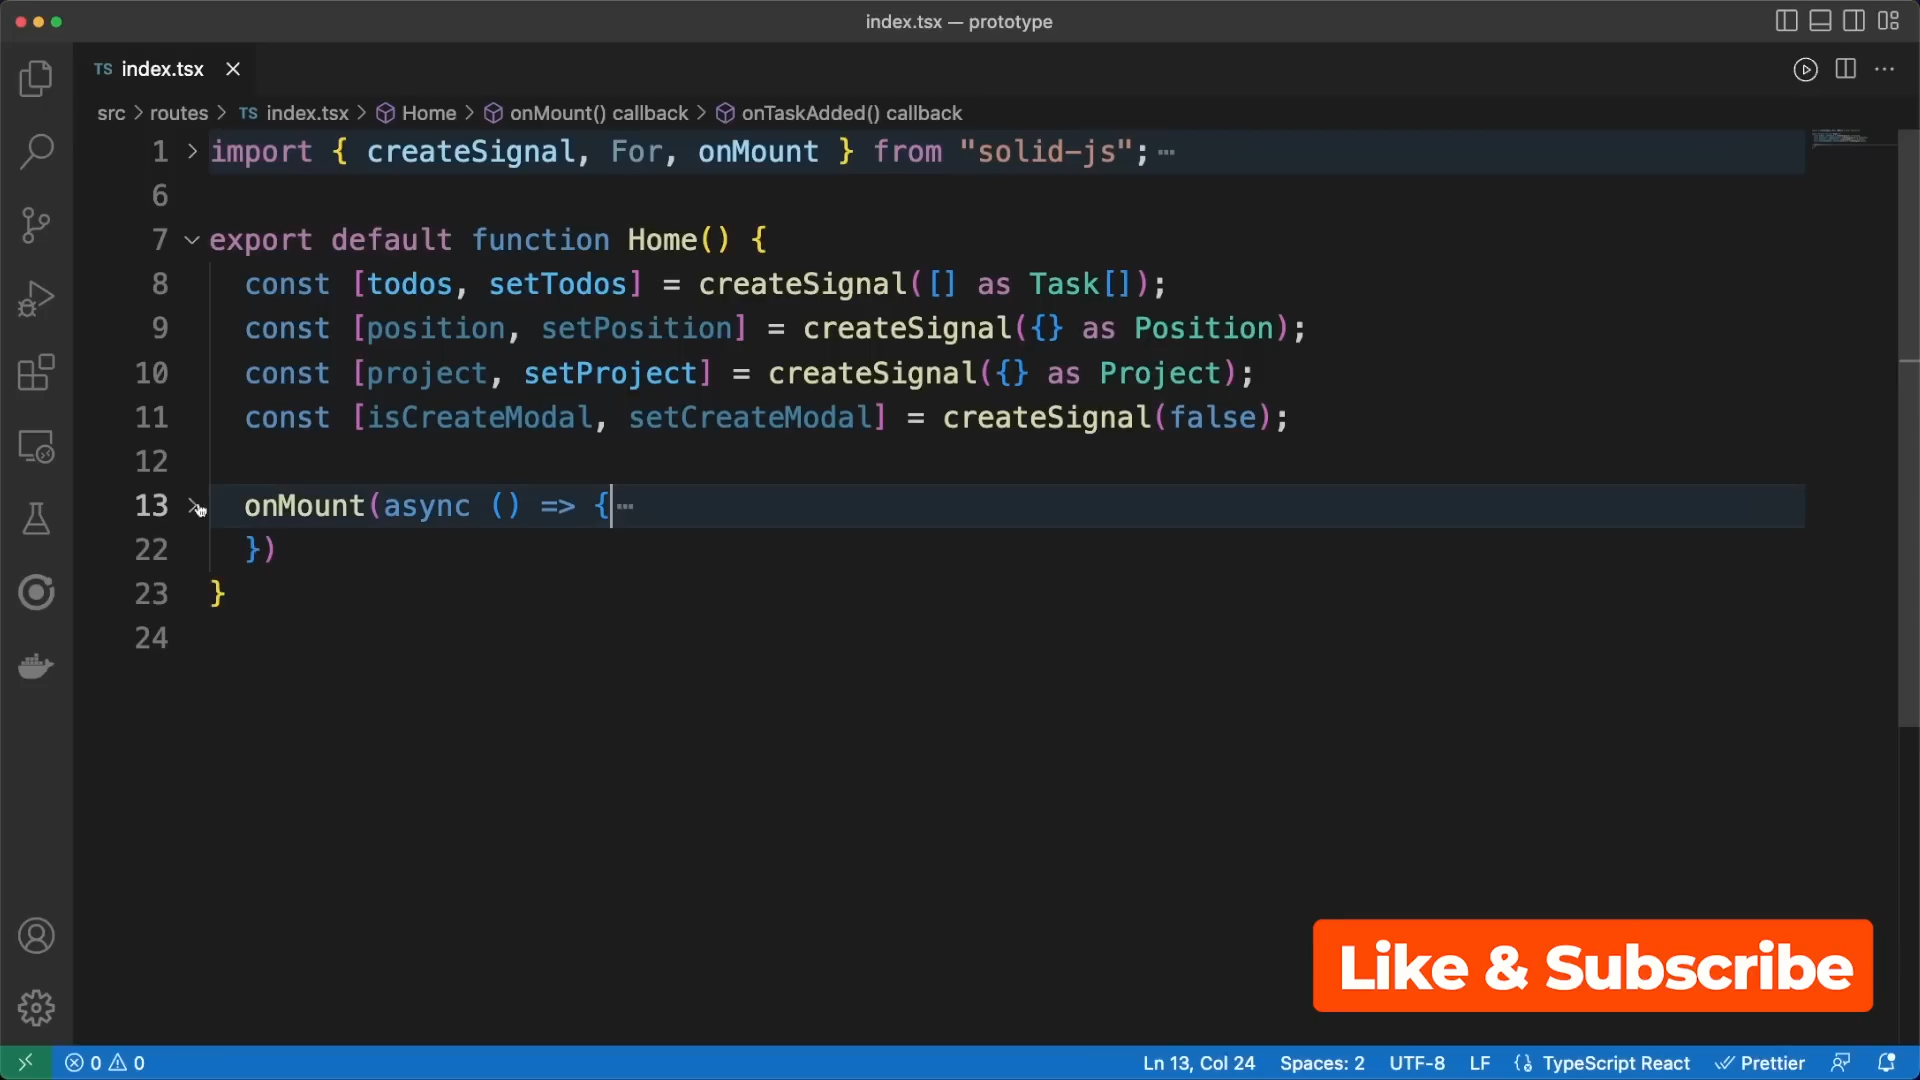 index.tsx — prototype
TS index.tsx
src > routes > TS index.tsx > Home > onMount() callback > onTaskAdded() callback
1 import { createSignal, For, onMount } from "solid-js";
6
7 export default function Home() {
8 const [todos, setTodos] = createSignal([] as Task[]);
9 const [position, setPosition] = createSignal({} as Position);
10 const [project, setProject] = createSignal({} as Project);
11 const [isCreateModal, setCreateModal] = createSignal(false);
12
13 onMount(async () => {
22 })
23 }
24
Like & Subscribe
0 0 Ln 13, Col 24 Spaces: 2 UTF-8 LF TypeScript React Prettier